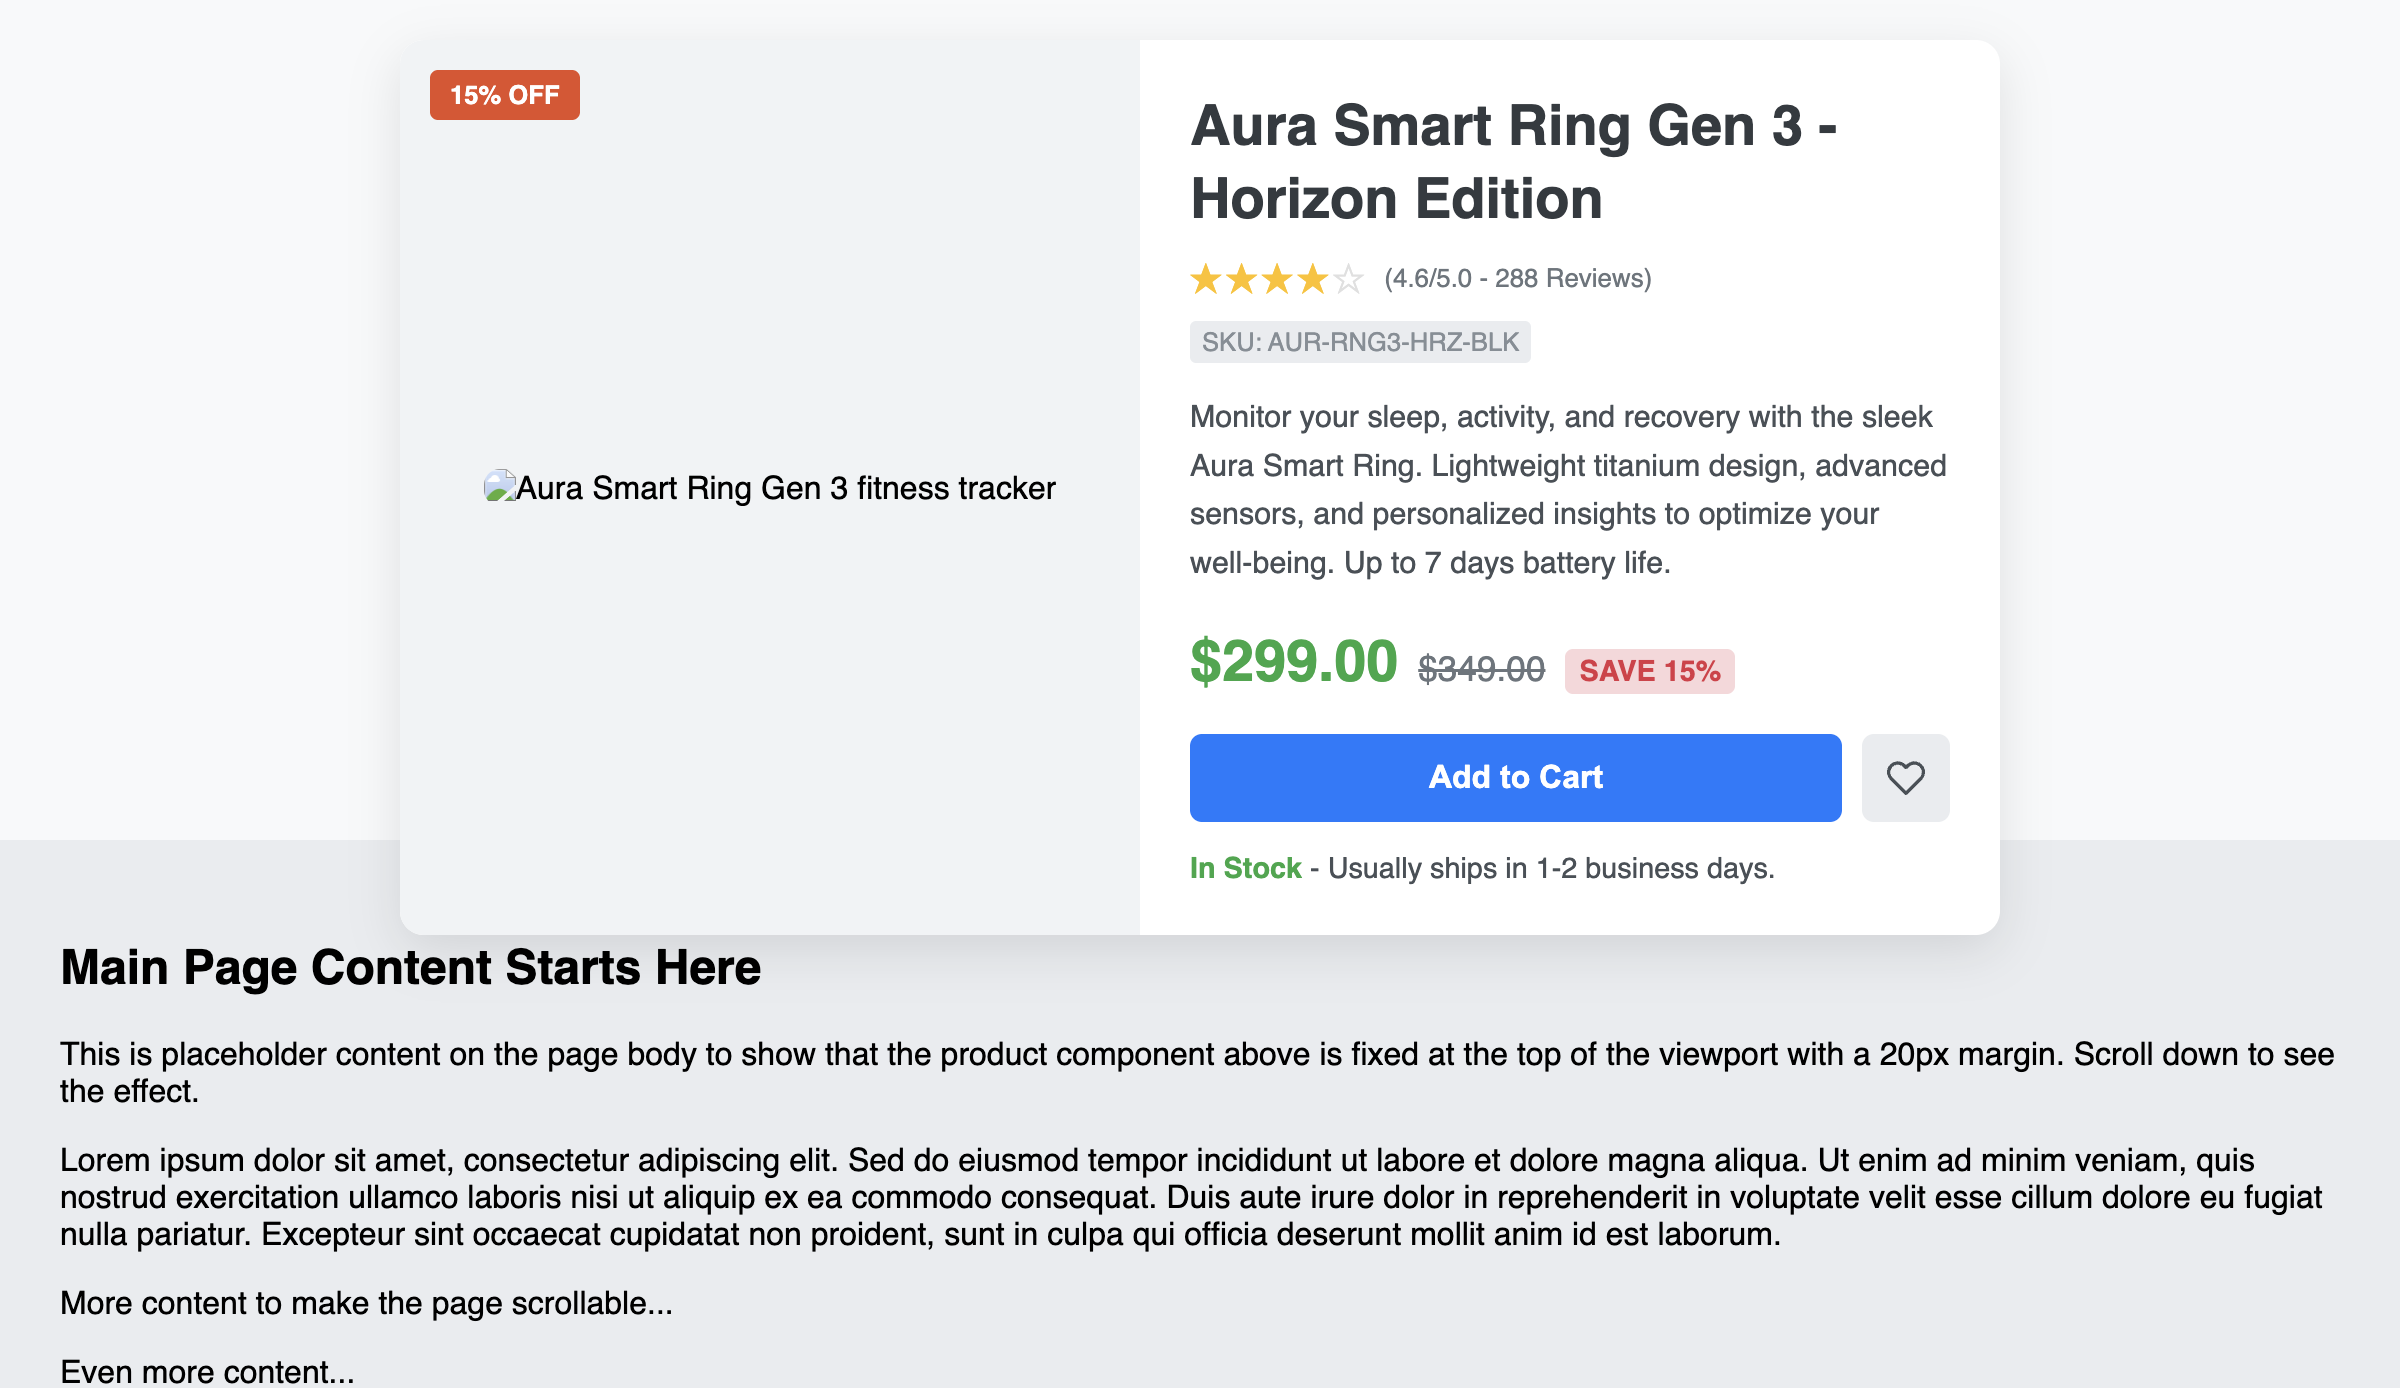 15% OFF
Aura Smart Ring Gen 3 fitness tracker
Aura Smart Ring Gen 3 -
Horizon Edition
★★★★☆ (4.6/5.0 - 288 Reviews)
SKU: AUR-RNG3-HRZ-BLK
Monitor your sleep, activity, and recovery with the sleek
Aura Smart Ring. Lightweight titanium design, advanced
sensors, and personalized insights to optimize your
well-being. Up to 7 days battery life.
$299.00 $349.00 SAVE 15%
Add to Cart
In Stock - Usually ships in 1-2 business days.
Main Page Content Starts Here
This is placeholder content on the page body to show that the product component above is fixed at the top of the viewport with a 20px margin. Scroll down to see
the effect.
Lorem ipsum dolor sit amet, consectetur adipiscing elit. Sed do eiusmod tempor incididunt ut labore et dolore magna aliqua. Ut enim ad minim veniam, quis
nostrud exercitation ullamco laboris nisi ut aliquip ex ea commodo consequat. Duis aute irure dolor in reprehenderit in voluptate velit esse cillum dolore eu fugiat
nulla pariatur. Excepteur sint occaecat cupidatat non proident, sunt in culpa qui officia deserunt mollit anim id est laborum.
More content to make the page scrollable...
Even more content...